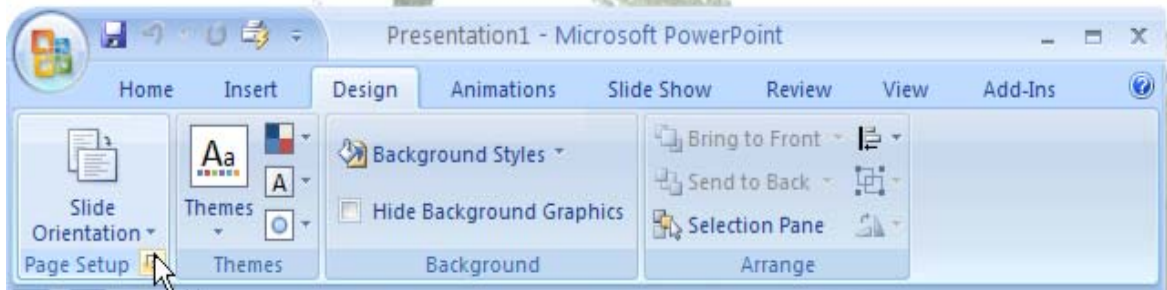 Presentation1 - Microsoft PowerPoint
Home Insert Design Animations Slide Show Review View Add-Ins
Slide
Orientation
Page Setup
Aa
Themes
A
Themes
Background Styles
Hide Background Graphics
Background
Bring to Front
Send to Back
Selection Pane
Arrange